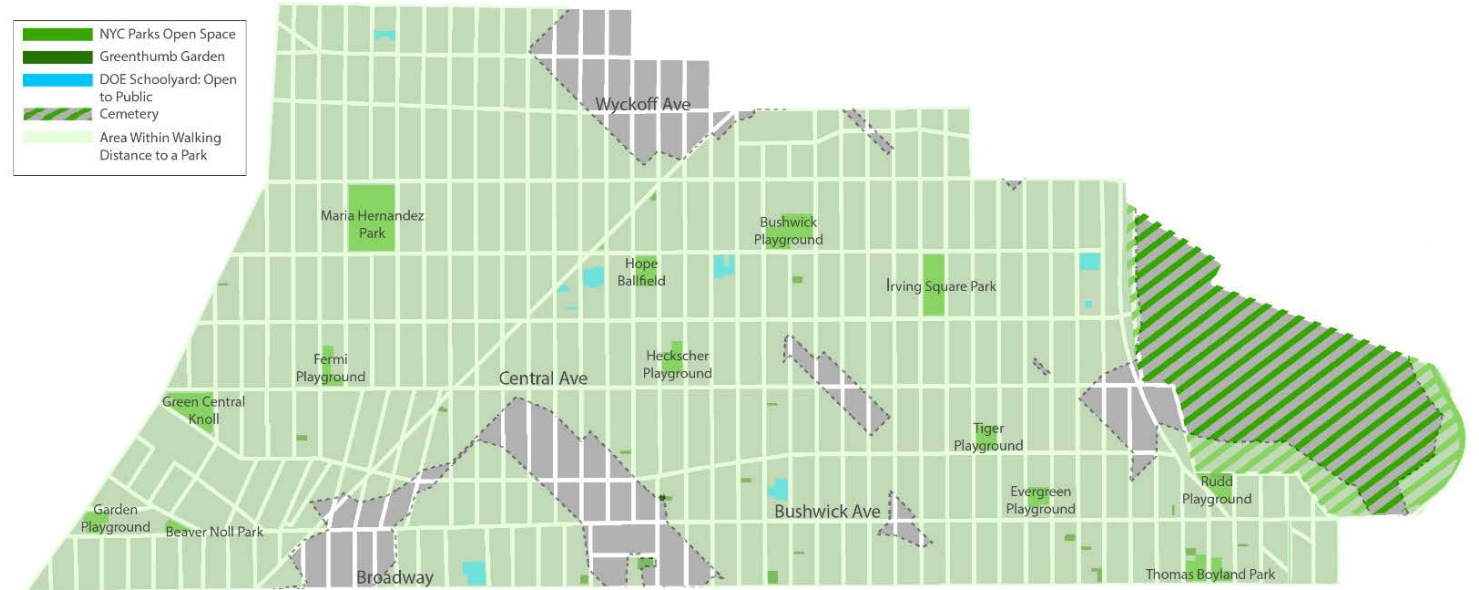 NYC Parks Open Space
Greenthumb Garden
DOE Schoolyard: Open
to Public
Cemetery
Area Within Walking
Distance to a Park
Wyckoff Ave
Maria Hernandez
Park
Bushwick
Playground
Hope
Ballfield
Irving Square Park
Fermi
Playground
Heckscher
Playground
Central Ave
Green Central
Knoll
Tiger
Playground
Garden
Playground
Beaver Noll Park
Bushwick Ave
Evergreen
Playground
Rudd
Playground
Broadway
Thomas Boyland Park